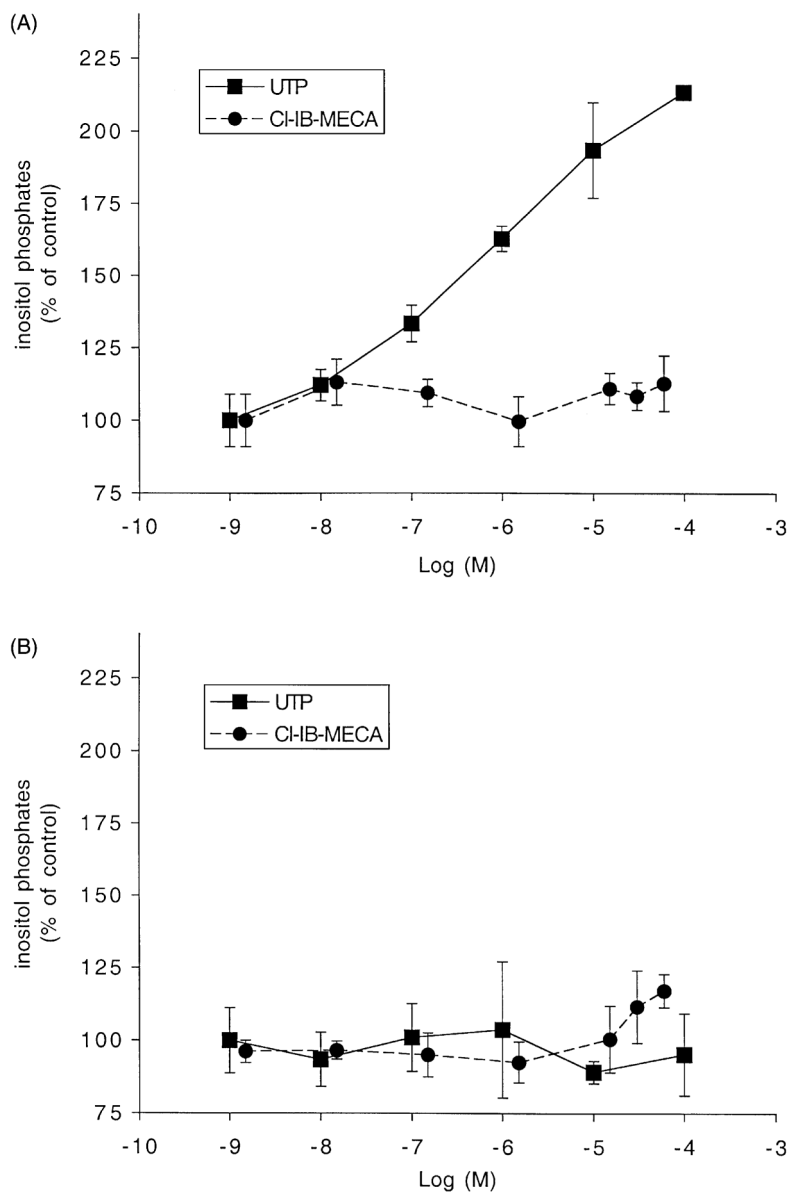 (A)
225
200
175
150
125
100
75
inositol phosphates
(% of control)
UTP
Cl-IB-MECA
-10 -9 -8 -7 -6 -5 -4 -3
Log (M)
(B)
225
200
175
150
125
100
75
inositol phosphates
(% of control)
UTP
Cl-IB-MECA
-10 -9 -8 -7 -6 -5 -4 -3
Log (M)